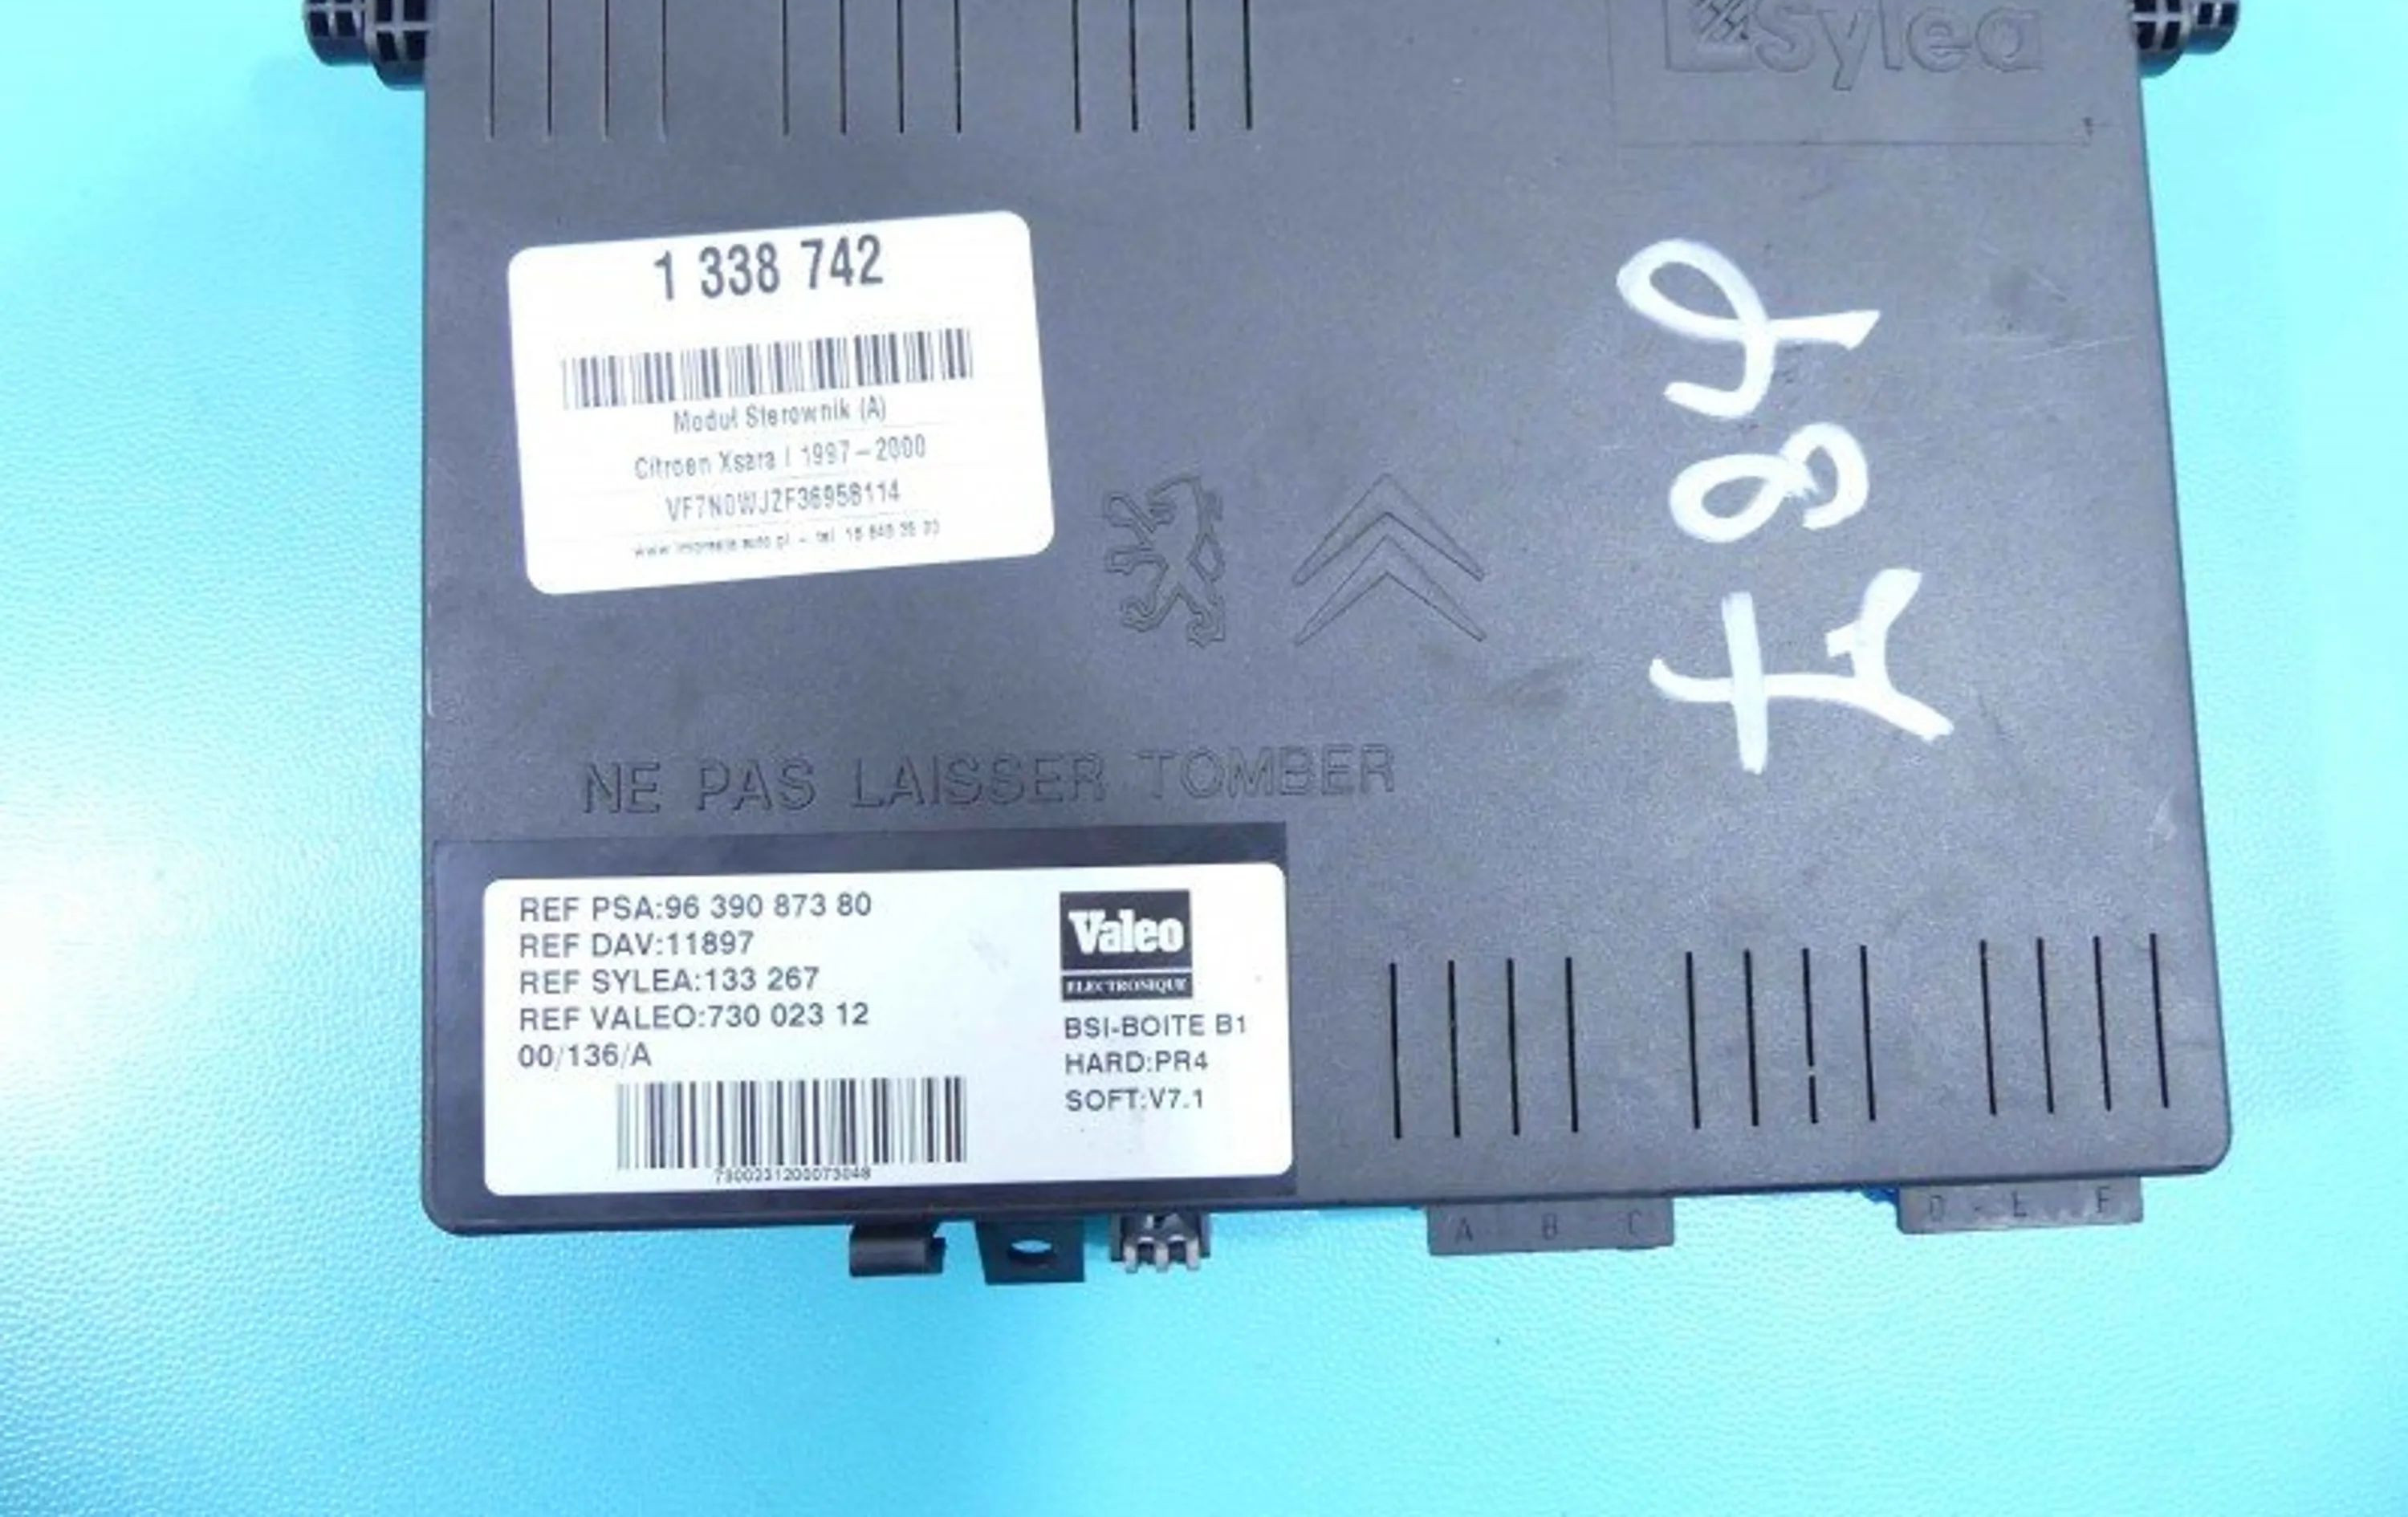 Sylea
1 338 742
Moduł Sterownik (A)
Citroen Xsara I 1997-2000
VF7N0WJZF36958114
tel.
NE PAS LAISSER TOMBER
REF PSA:96 390 873 80
REF DAV:11897
REF SYLEA:133 267
REF VALEO:730 023 12
00/136/A
7300231200073048
Valeo
ELECTRONIQUE
BSI-BOITE B1
HARD:PR4
SOFT:V7.1
A B C
D - E F